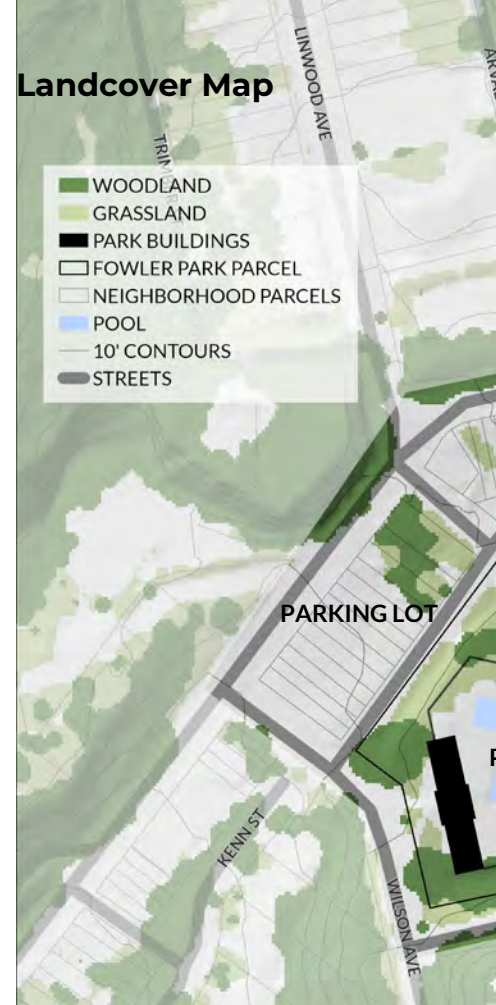 LINWOOD AVE
Landcover Map
WOODLAND
GRASSLAND
PARK BUILDINGS
FOWLER PARK PARCEL
NEIGHBORHOOD PARCELS
POOL
10' CONTOURS
STREETS
PARKING LOT
KENN ST
WILSON AVE